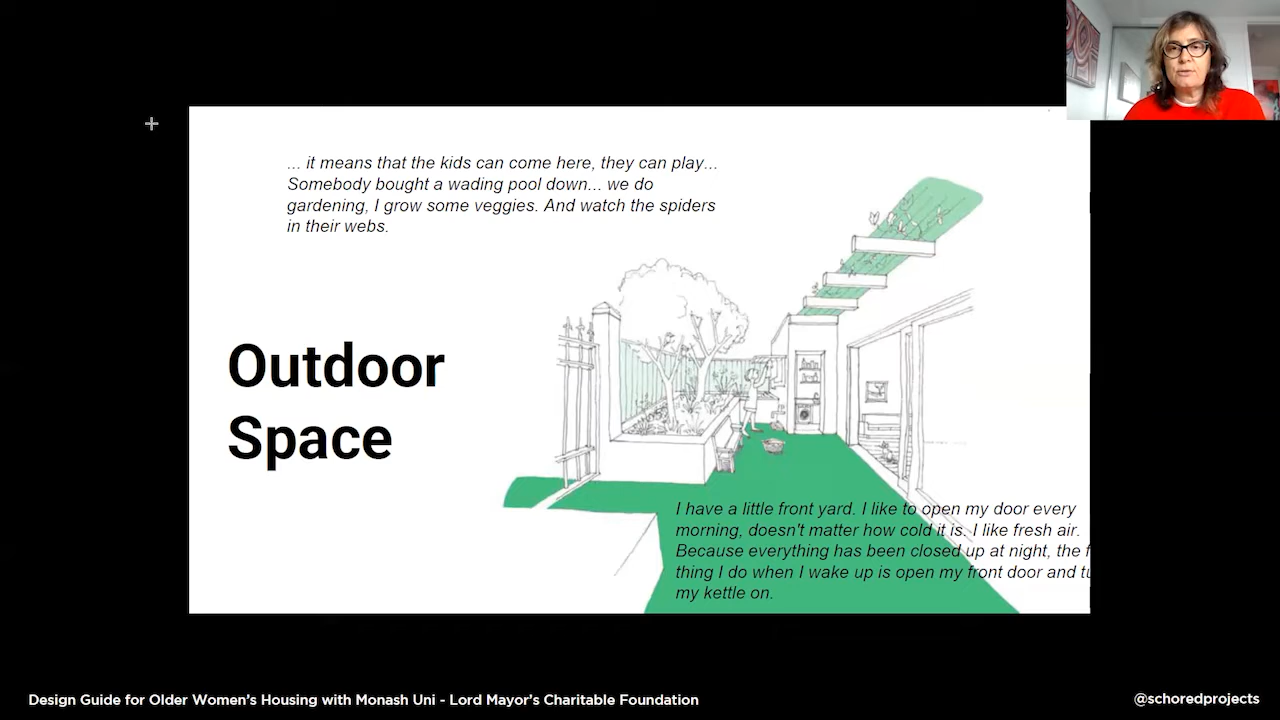 ... it means that the kids can come here, they can play...
Somebody bought a wading pool down... we do
gardening, I grow some veggies. And watch the spiders
in their webs.
Outdoor
Space
I have a little front yard. I like to open my door every
morning, doesn't matter how cold it is. I like fresh air.
Because everything has been closed up at night, the
thing I do when I wake up is open my front door and
my kettle on.
Design Guide for Older Women's Housing with Monash Uni - Lord Mayor's Charitable Foundation
@schoredprojects